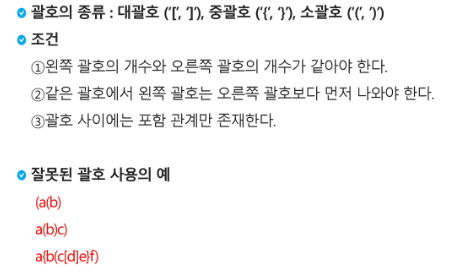 괄호의 종류 : 대괄호 (‘[’, ‘]’), 중괄호 (‘{’, ‘}’), 소괄호 (‘(’, ‘)’)
조건
①왼쪽 괄호의 개수와 오른쪽 괄호의 개수가 같아야 한다.
②같은 괄호에서 왼쪽 괄호는 오른쪽 괄호보다 먼저 나와야 한다.
③괄호 사이에는 포함 관계만 존재한다.
잘못된 괄호 사용의 예
(a(b)
a(b)c)
a{b(c[d]e}f)